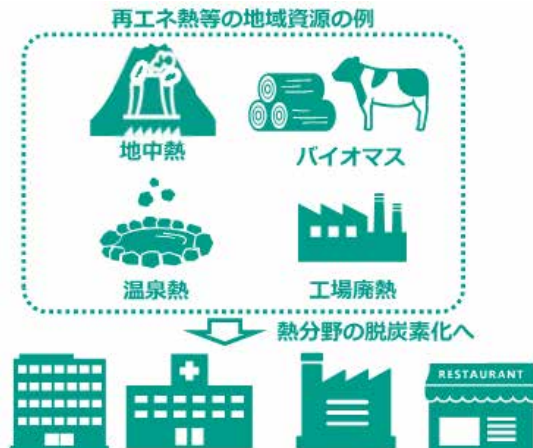 再エネ熱等の地域資源の例
地中熱
バイオマス
温泉熱
工場廃熱
熱分野の脱炭素化へ
RESTAURANT